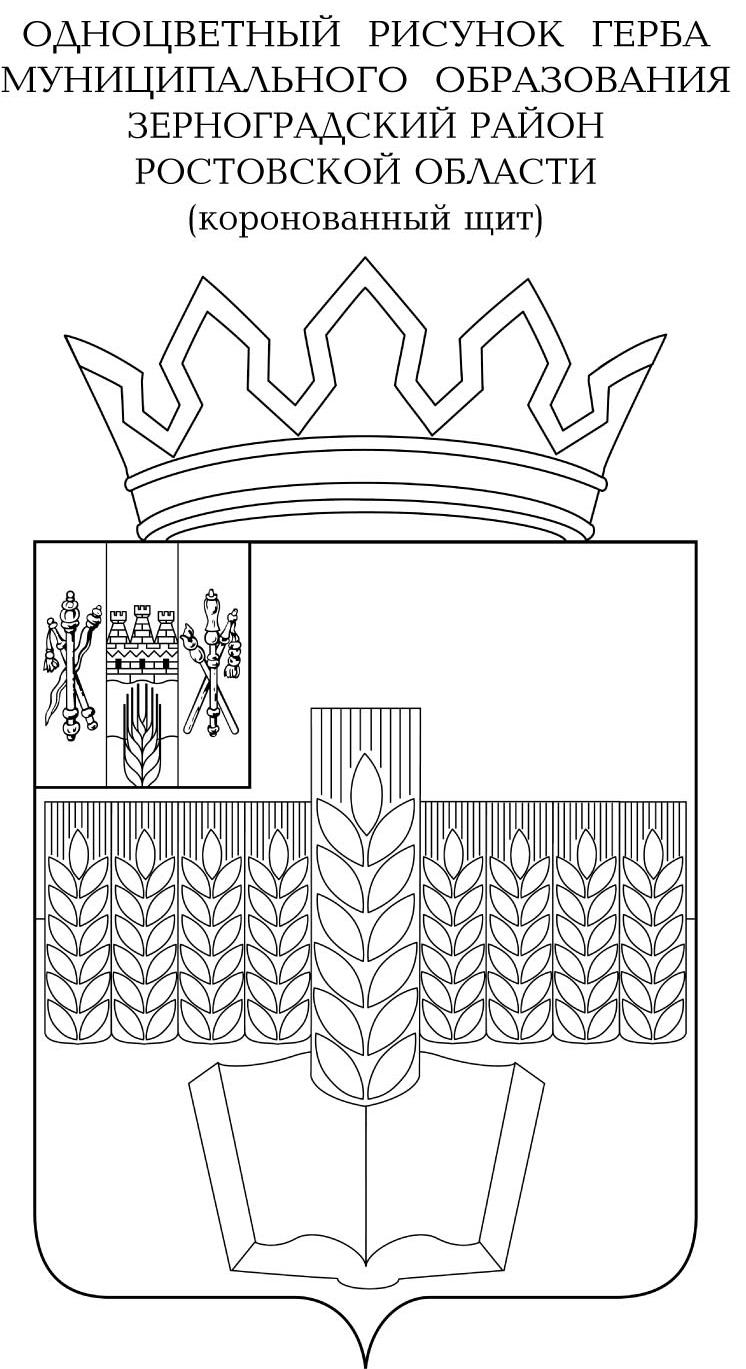 ОДНОЦВЕТНЫЙ РИСУНОК ГЕРБА
МУНИЦИПАЛЬНОГО ОБРАЗОВАНИЯ
ЗЕРНОГРАДСКИЙ РАЙОН
РОСТОВСКОЙ ОБЛАСТИ
(коронованный щит)